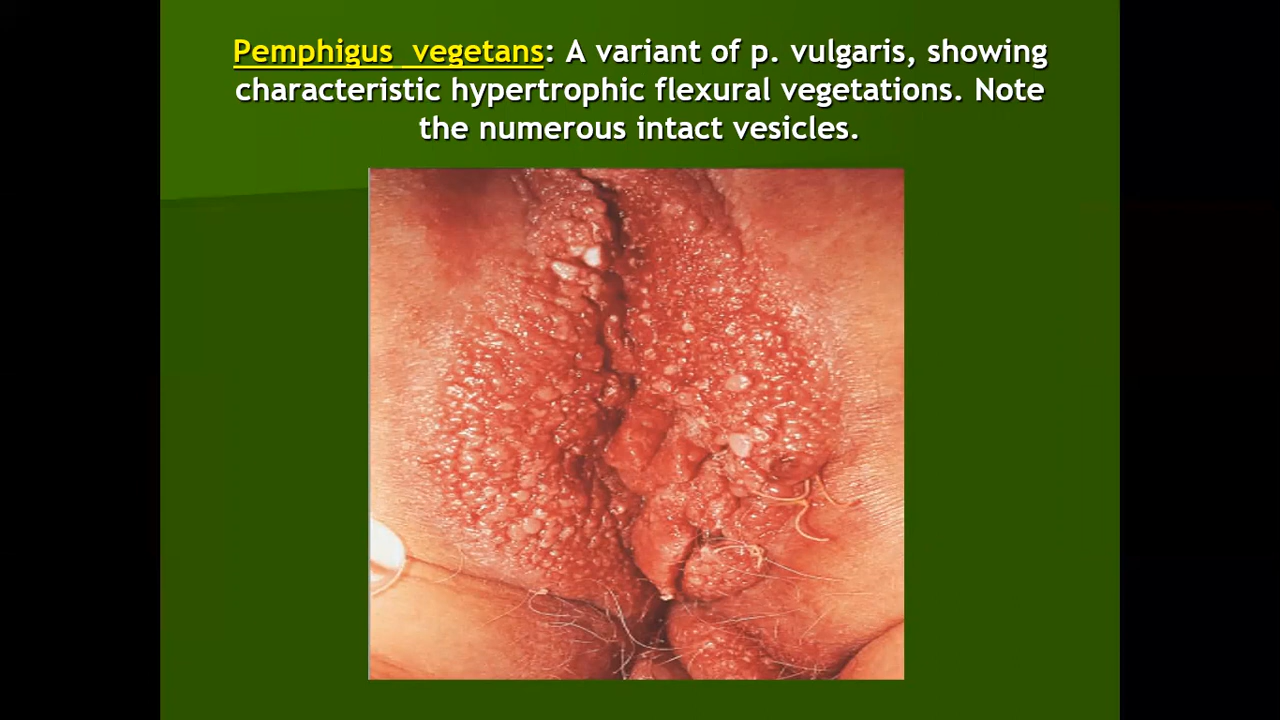 Pemphigus vegetans: A variant of p. vulgaris, showing
characteristic hypertrophic flexural vegetations. Note
the numerous intact vesicles.